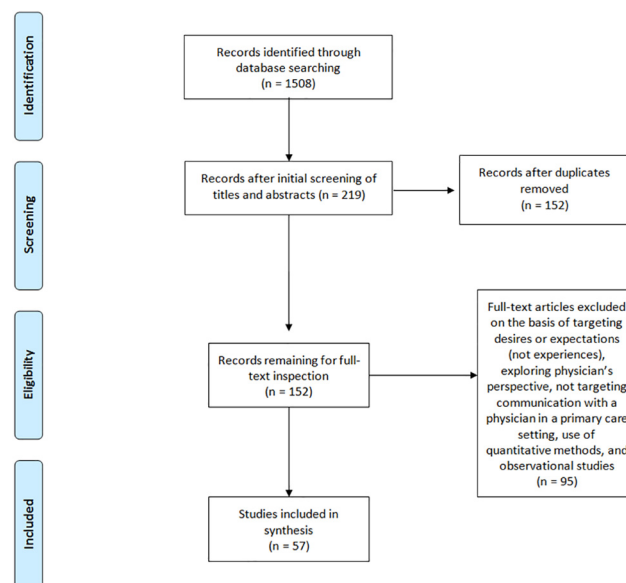 Identification
Records identified through
database searching
(n = 1508)
Screening
Records after initial screening of
titles and abstracts (n = 219)
Records after duplicates
removed
(n = 152)
Eligibility
Records remaining for full-
text inspection
(n = 152)
Full-text articles excluded
on the basis of targeting
desires or expectations
(not experiences),
exploring physician's
perspective, not targeting
communication with a
physician in a primary care
setting, use of
quantitative methods, and
observational studies
(n = 95)
Included
Studies included in
synthesis
(n = 57)